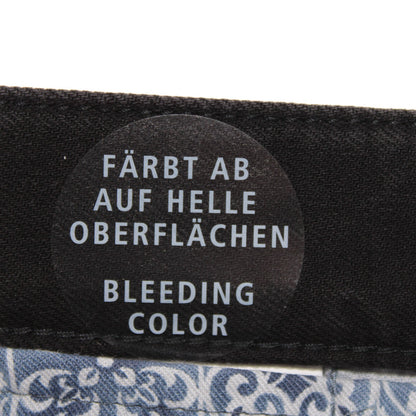 FÄRBT AB
AUF HELLE
OBERFLÄCHEN
BLEEDING
COLOR